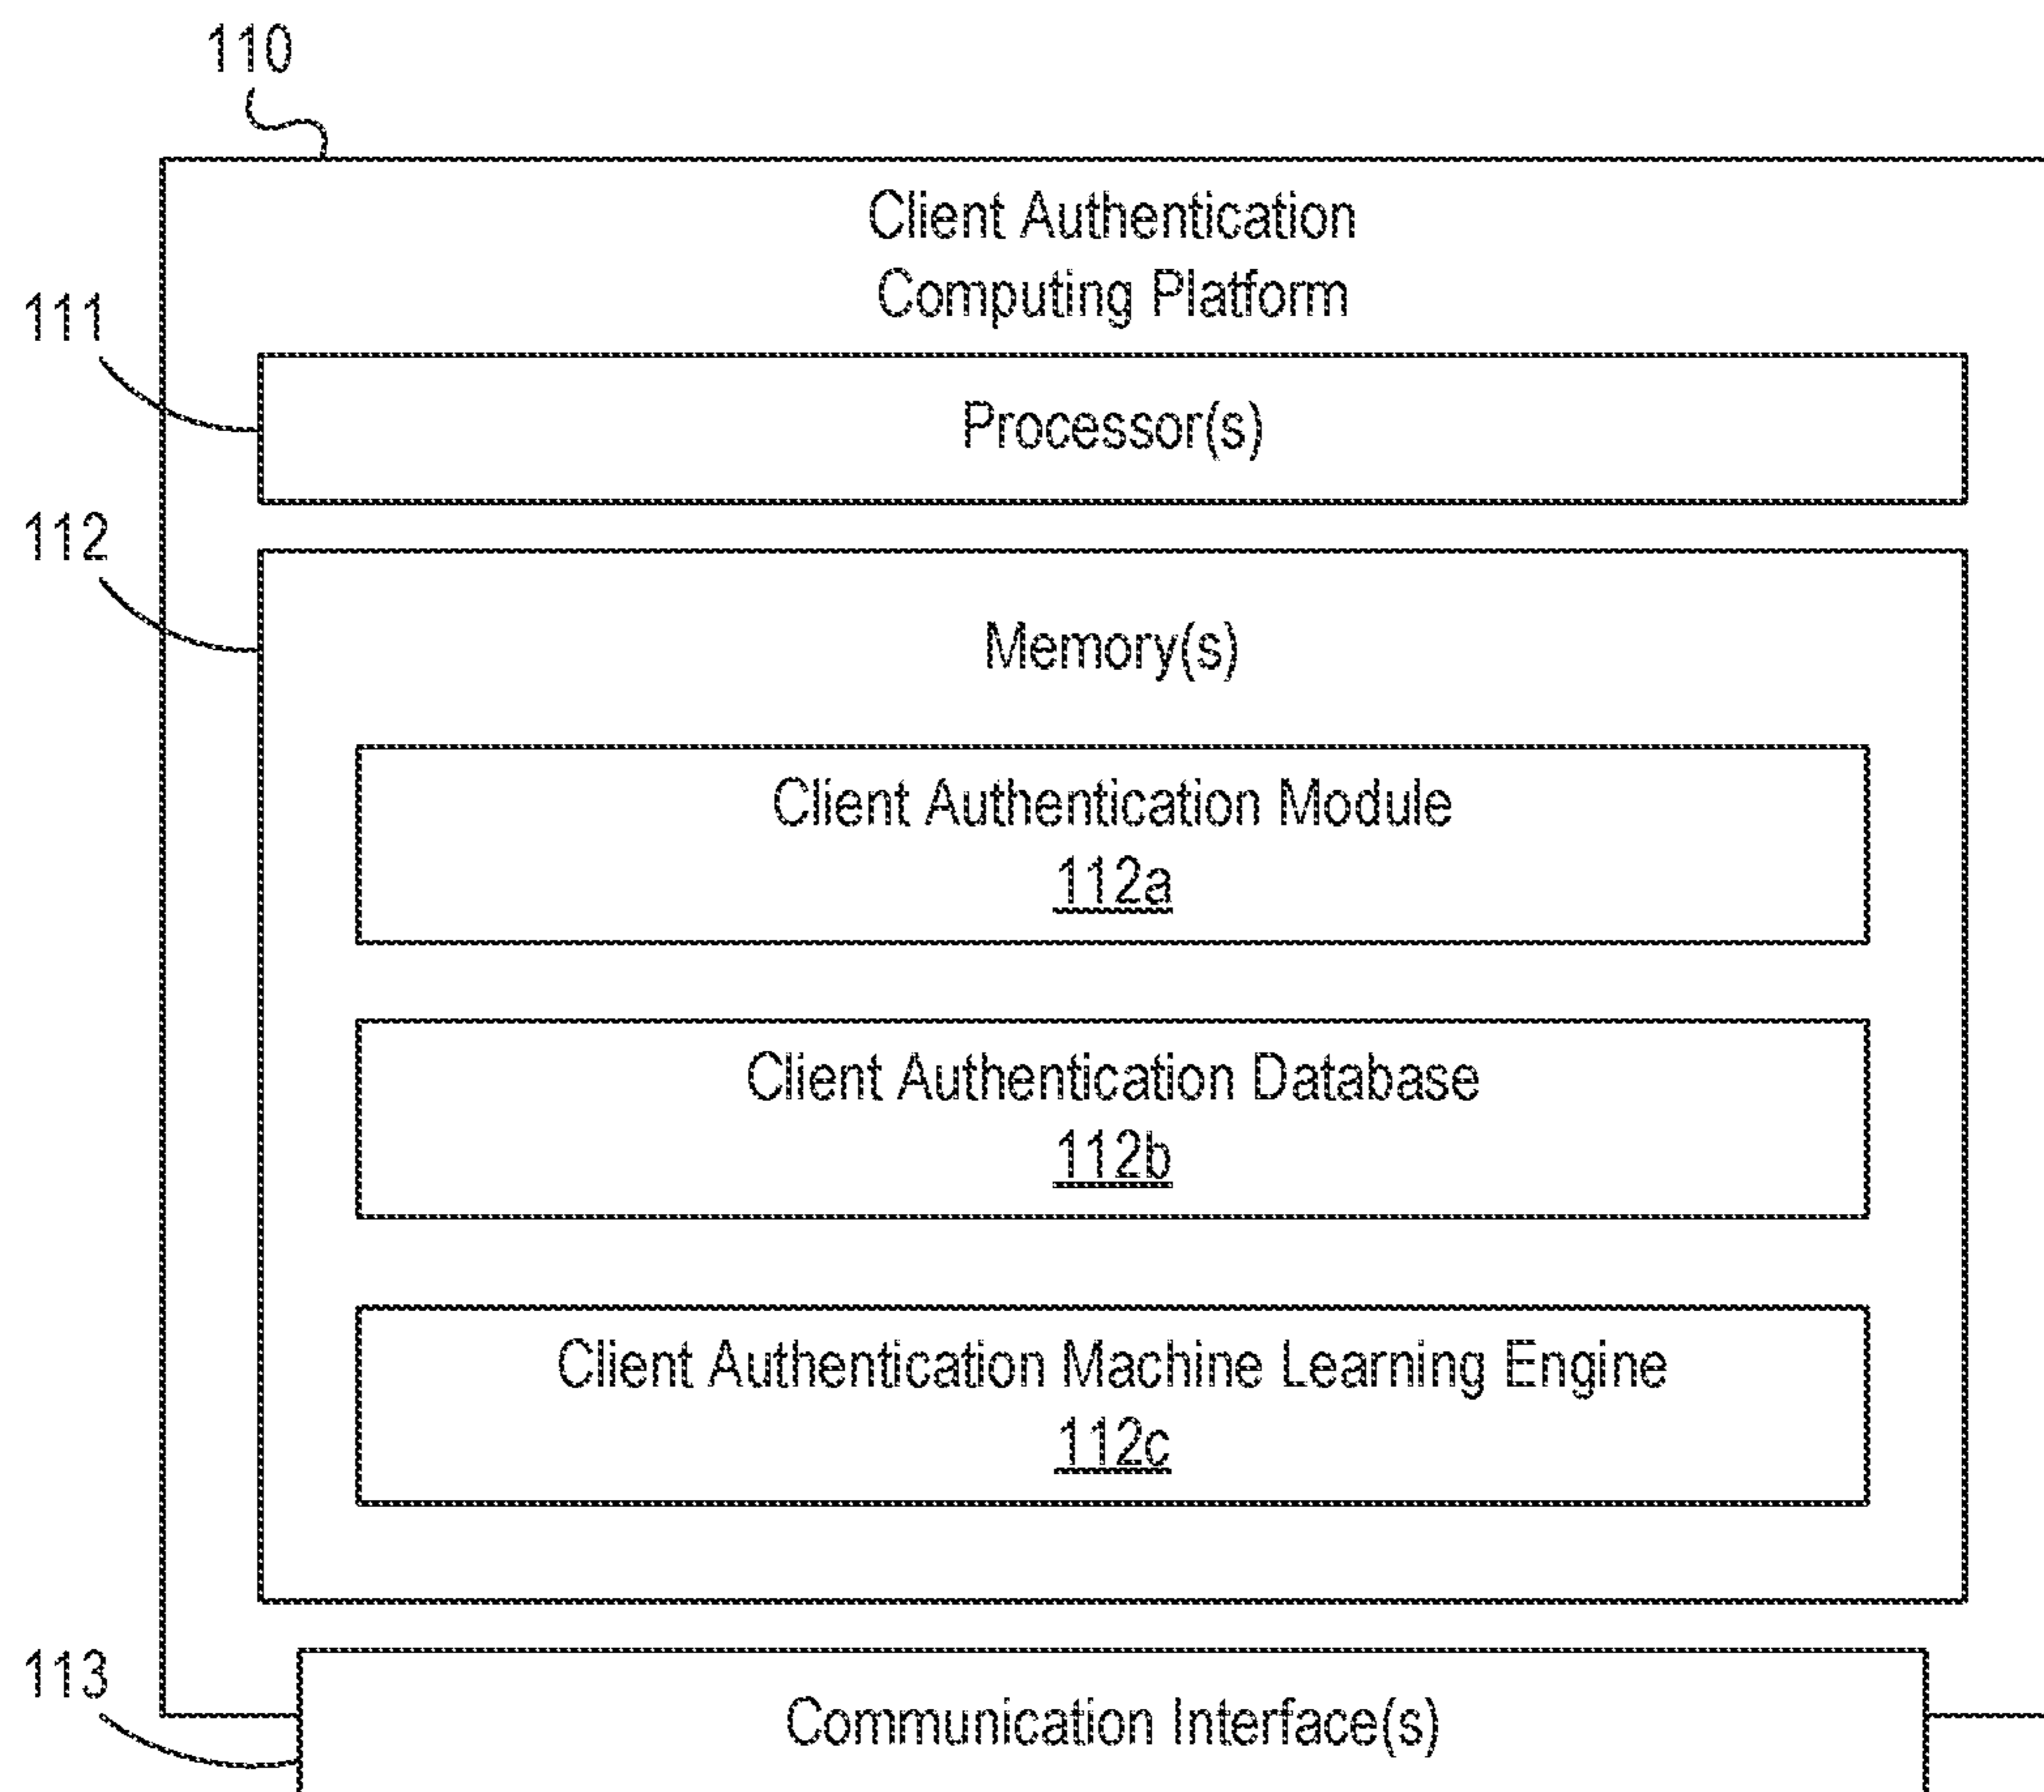 110
Client Authentication
Computing Platform
111
Processor(s)
112
Memory(s)
Client Authentication Module
112a
Client Authentication Database
112b
Client Authentication Machine Learning Engine
112c
113
Communication Interface(s)